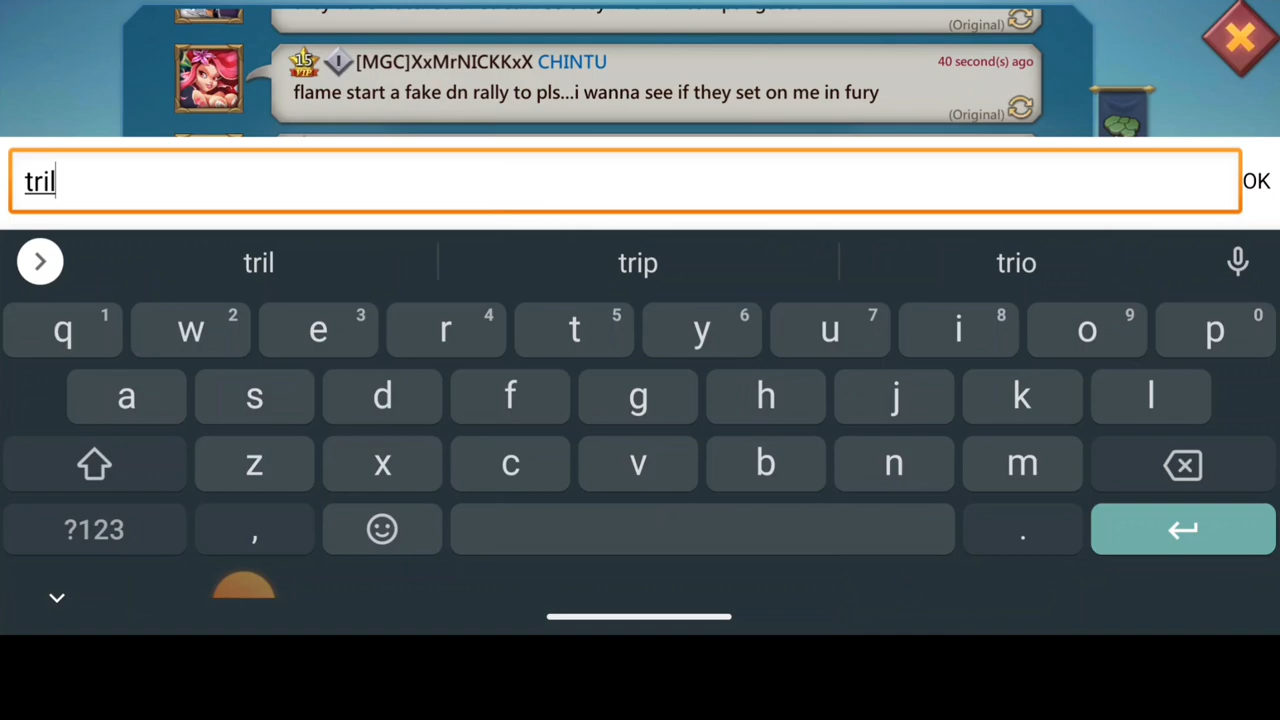 (Original)
15 VIP I [MGC]XxMrNICKKxX CHINTU 40 second(s) ago
flame start a fake dn rally to pls...i wanna see if they set on me in fury
(Original)
tril OK
tril trip trio
q 1 w 2 e 3 r 4 t 5 y 6 u 7 i 8 o 9 p 0
a s d f g h j k l
z x c v b n m
?123 , .